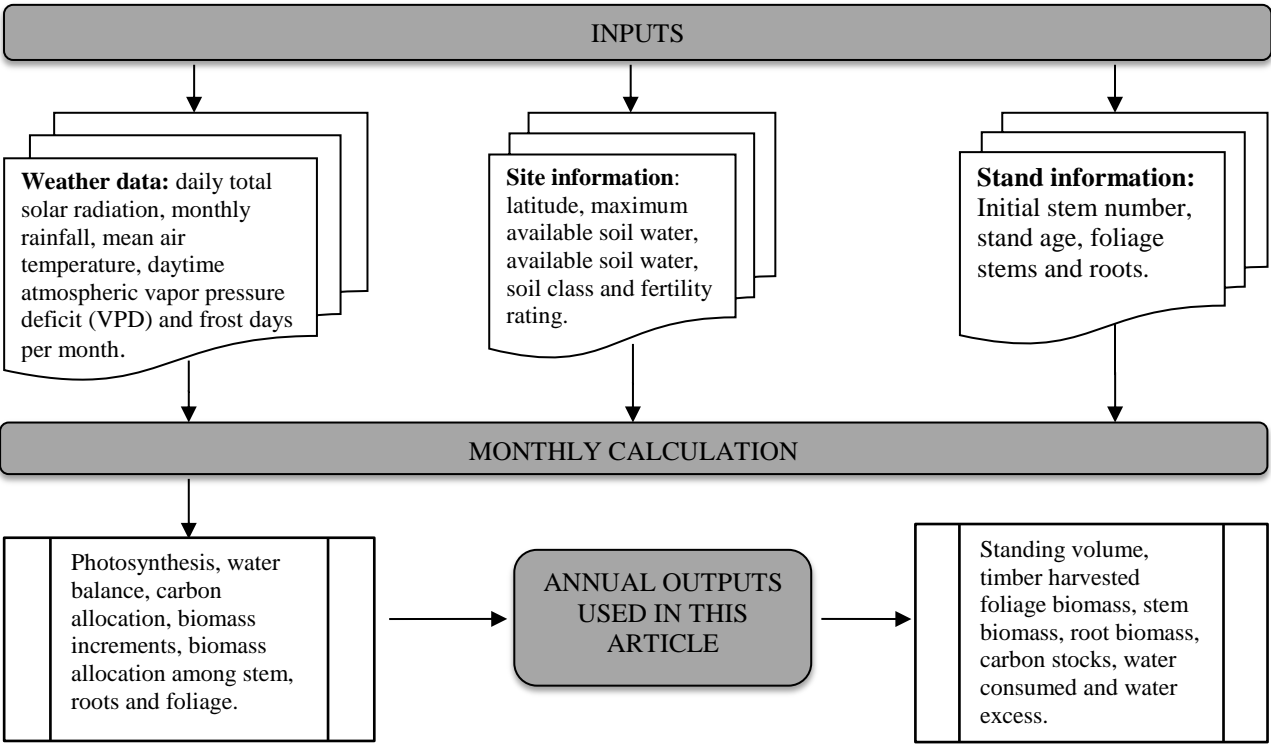 INPUTS
Weather data: daily total
solar radiation, monthly
rainfall, mean air
temperature, daytime
atmospheric vapor pressure
deficit (VPD) and frost days
per month.
Site information:
latitude, maximum
available soil water,
available soil water,
soil class and fertility
rating.
Stand information:
Initial stem number,
stand age, foliage
stems and roots.
MONTHLY CALCULATION
Photosynthesis, water
balance, carbon
allocation, biomass
increments, biomass
allocation among stem,
roots and foliage.
ANNUAL OUTPUTS
USED IN THIS
ARTICLE
Standing volume,
timber harvested
foliage biomass, stem
biomass, root biomass,
carbon stocks, water
consumed and water
excess.